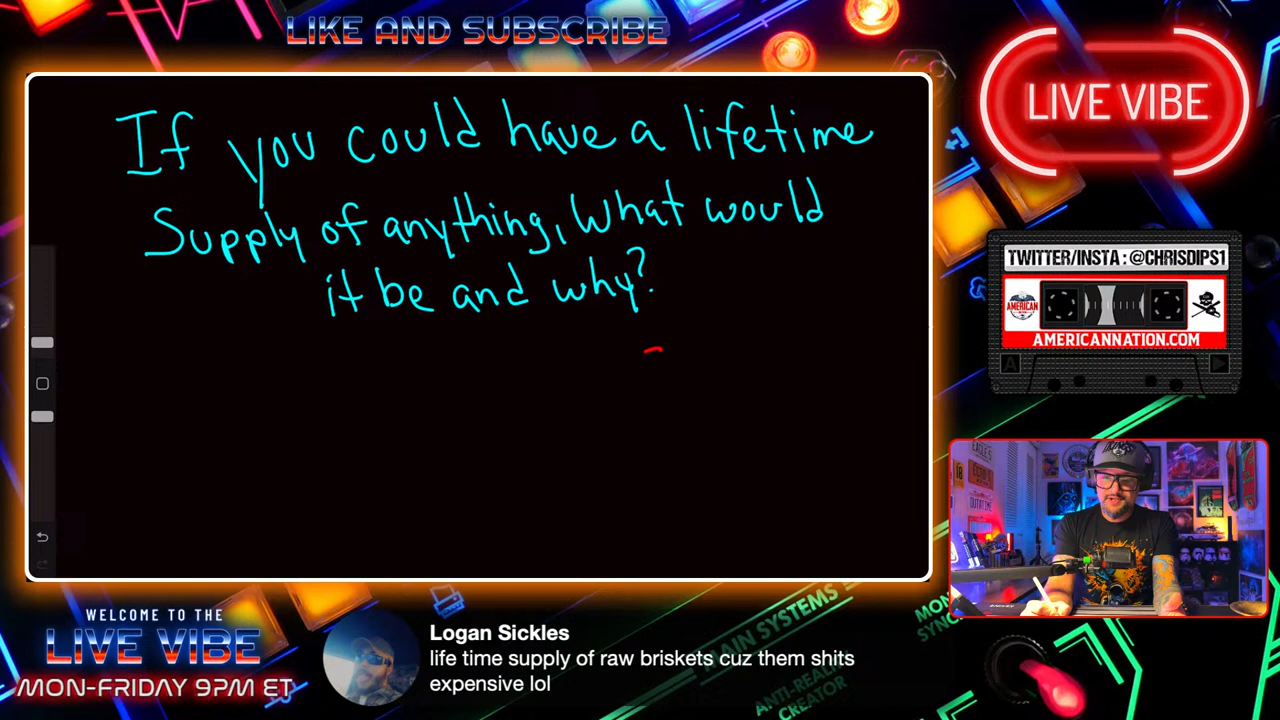 LIKE AND SUBSCRIBE
If you could have a lifetime
Supply of anything, What would
it be and why?
LIVE VIBE
TWITTER/INSTA : @CHRISDIPS1
AMERICAN
AMERICANNATION.COM
A
WELCOME TO THE
LIVE VIBE
MON-FRIDAY 9PM ET
Logan Sickles
life time supply of raw briskets cuz them shits
expensive lol